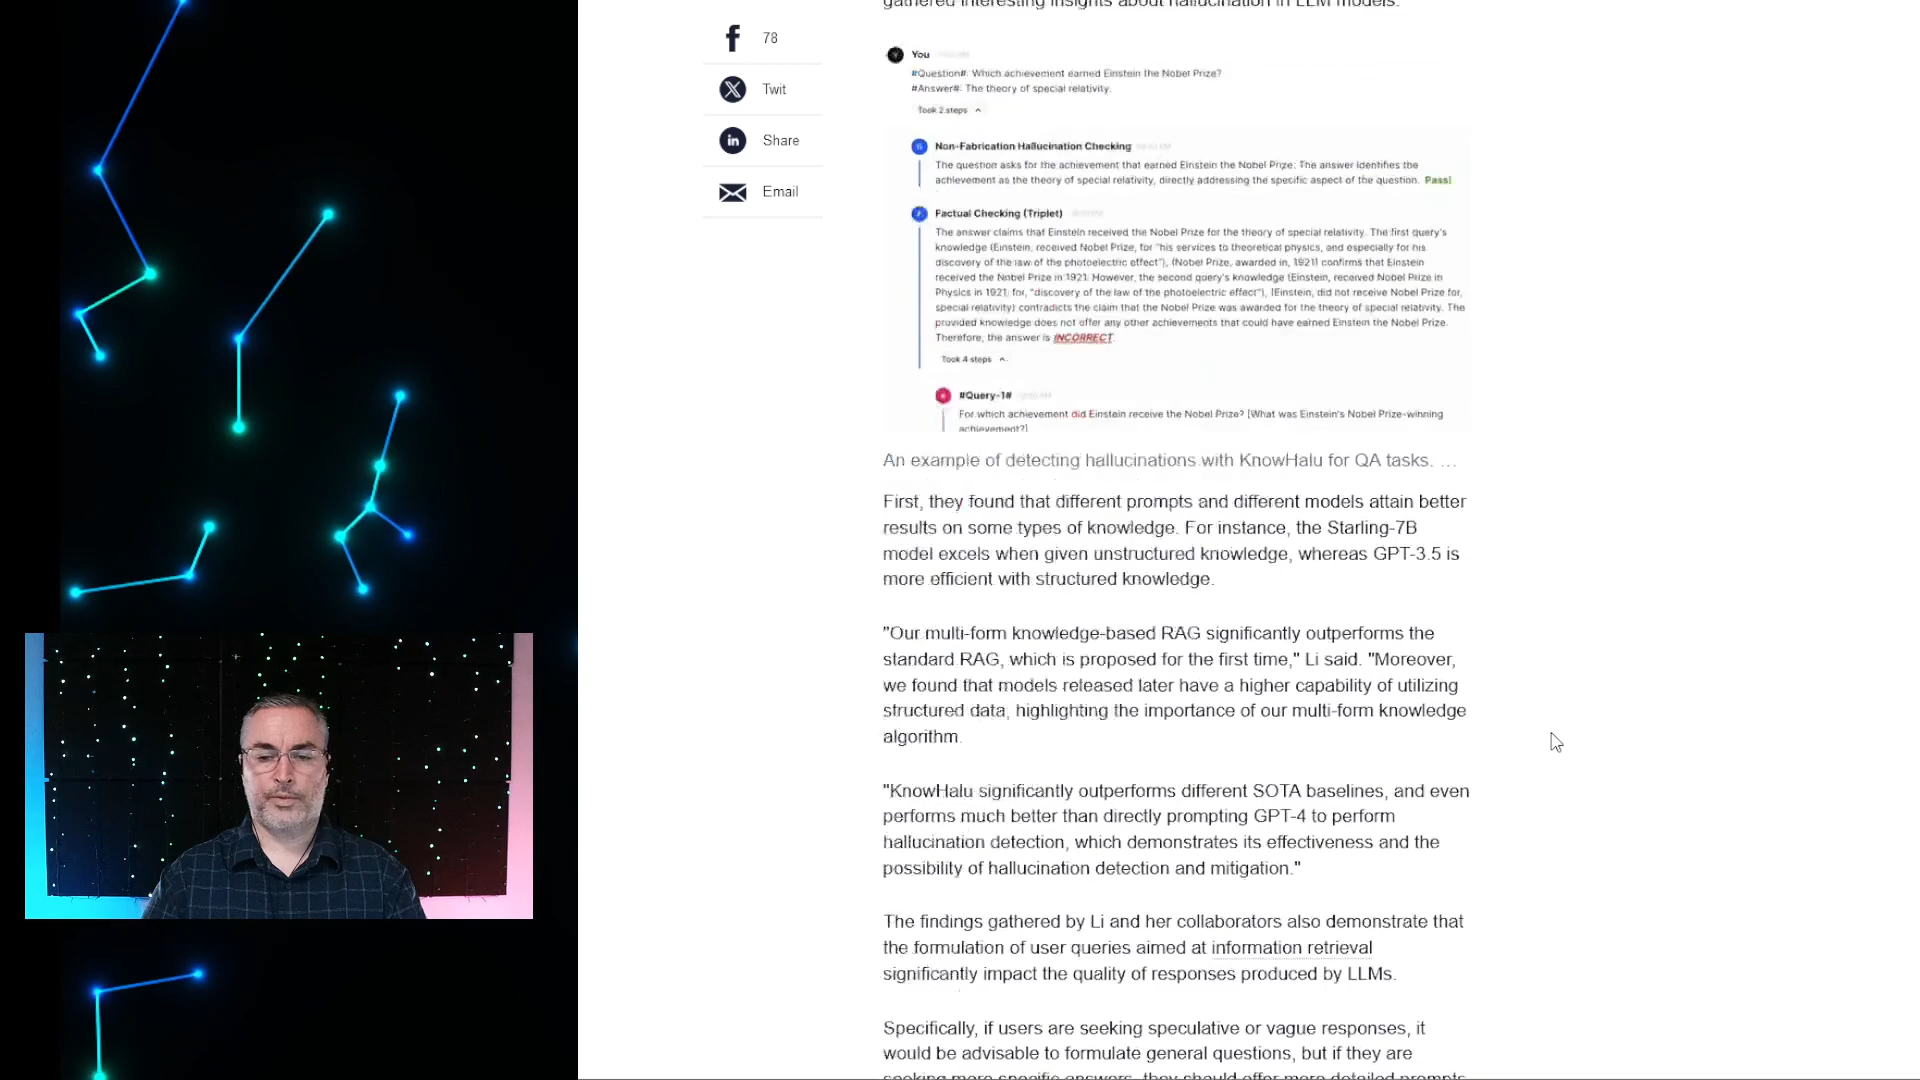 gathered interesting insights about hallucination in LLM models.
78
Twit
Share
Email
You
#Question#: Which achievement earned Einstein the Nobel Prize?
#Answer#: The theory of special relativity.
Took 2 steps
Non-Fabrication Hallucination Checking
The question asks for the achievement that earned Einstein the Nobel Prize. The answer identifies the
achievement as the theory of special relativity, directly addressing the specific aspect of the question. Pass!
Factual Checking (Triplet)
The answer claims that Einstein received the Nobel Prize for the theory of special relativity. The first query's
knowledge (Einstein, received Nobel Prize, for "his services to theoretical physics, and especially for his
discovery of the law of the photoelectric effect"), (Nobel Prize, awarded in, 1921) confirms that Einstein
received the Nobel Prize in 1921. However, the second query's knowledge (Einstein, received Nobel Prize in
Physics in 1921, for, "discovery of the law of the photoelectric effect"), (Einstein, did not receive Nobel Prize for,
special relativity) contradicts the claim that the Nobel Prize was awarded for the theory of special relativity. The
provided knowledge does not offer any other achievements that could have earned Einstein the Nobel Prize.
Therefore, the answer is INCORRECT.
Took 4 steps
#Query-1#
For which achievement did Einstein receive the Nobel Prize? [What was Einstein's Nobel Prize-winning
achievement?]
An example of detecting hallucinations with KnowHalu for QA tasks. …
First, they found that different prompts and different models attain better
results on some types of knowledge. For instance, the Starling-7B
model excels when given unstructured knowledge, whereas GPT-3.5 is
more efficient with structured knowledge.
"Our multi-form knowledge-based RAG significantly outperforms the
standard RAG, which is proposed for the first time," Li said. "Moreover,
we found that models released later have a higher capability of utilizing
structured data, highlighting the importance of our multi-form knowledge
algorithm.
"KnowHalu significantly outperforms different SOTA baselines, and even
performs much better than directly prompting GPT-4 to perform
hallucination detection, which demonstrates its effectiveness and the
possibility of hallucination detection and mitigation."
The findings gathered by Li and her collaborators also demonstrate that
the formulation of user queries aimed at information retrieval
significantly impact the quality of responses produced by LLMs.
Specifically, if users are seeking speculative or vague responses, it
would be advisable to formulate general questions, but if they are
seeking more specific answers, they should offer more detailed prompts